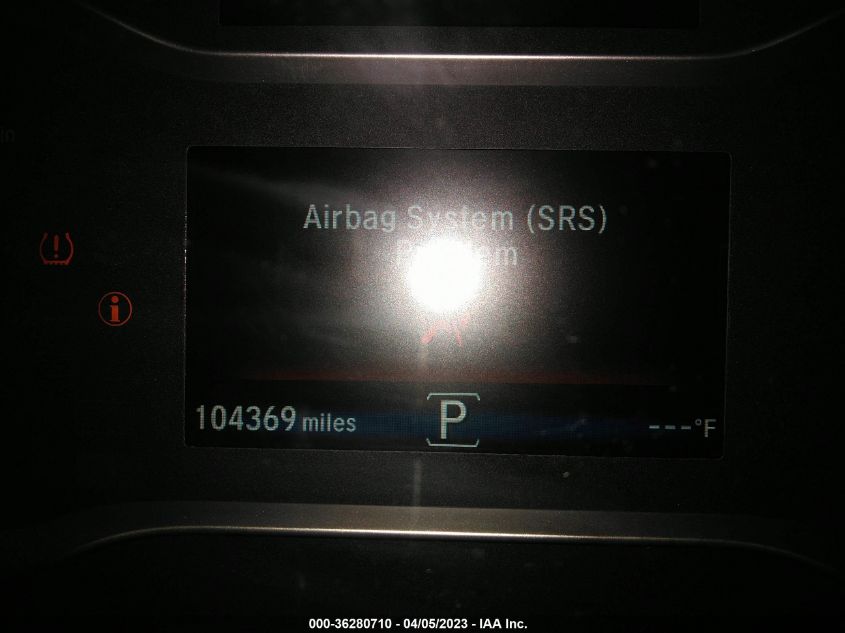 Airbag System (SRS)
104369 miles
P
---°F
000-36280710 - 04/05/2023 - IAA Inc.